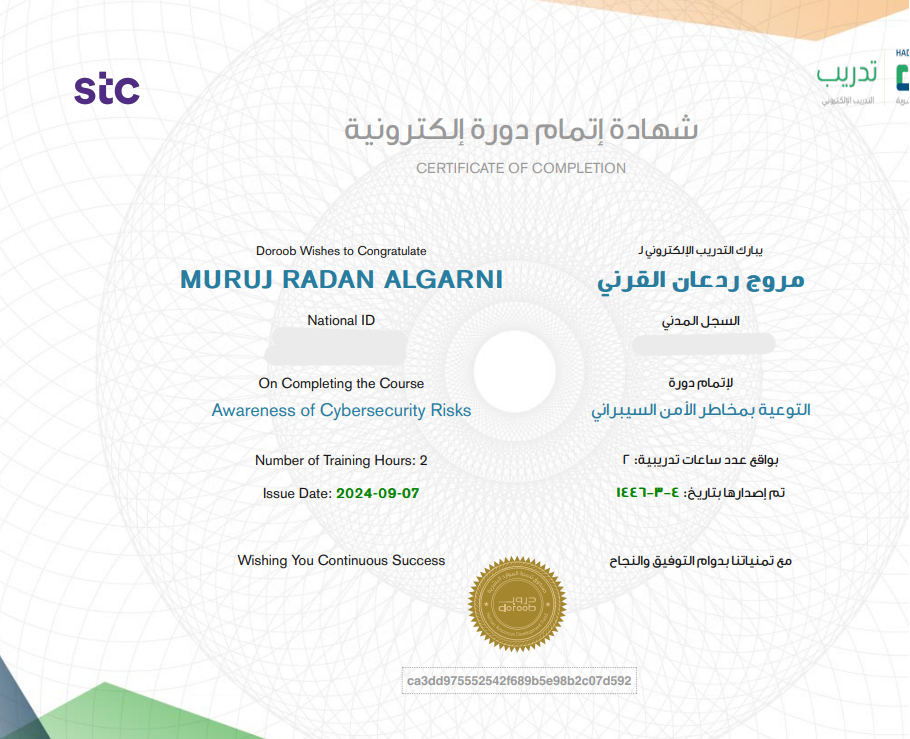 stc
تدريب
التدريب الإلكتروني
HAD
شهادة إتمام دورة إلكترونية
CERTIFICATE OF COMPLETION
Doroob Wishes to Congratulate
يبارك التدريب الإلكتروني لـ
MURUJ RADAN ALGARNI
مروج ردعان القرني
National ID
السجل المدني
On Completing the Course
لإتمام دورة
Awareness of Cybersecurity Risks
التوعية بمخاطر الأمن السيبراني
Number of Training Hours: 2
بواقع عدد ساعات تدريبية: ٢
Issue Date: 2024-09-07
تم إصدارها بتاريخ: ٤-٣-١٤٤٦
Wishing You Continuous Success
مع تمنياتنا بدوام التوفيق والنجاح
دروب
doroob
ca3dd975552542f689b5e98b2c07d592